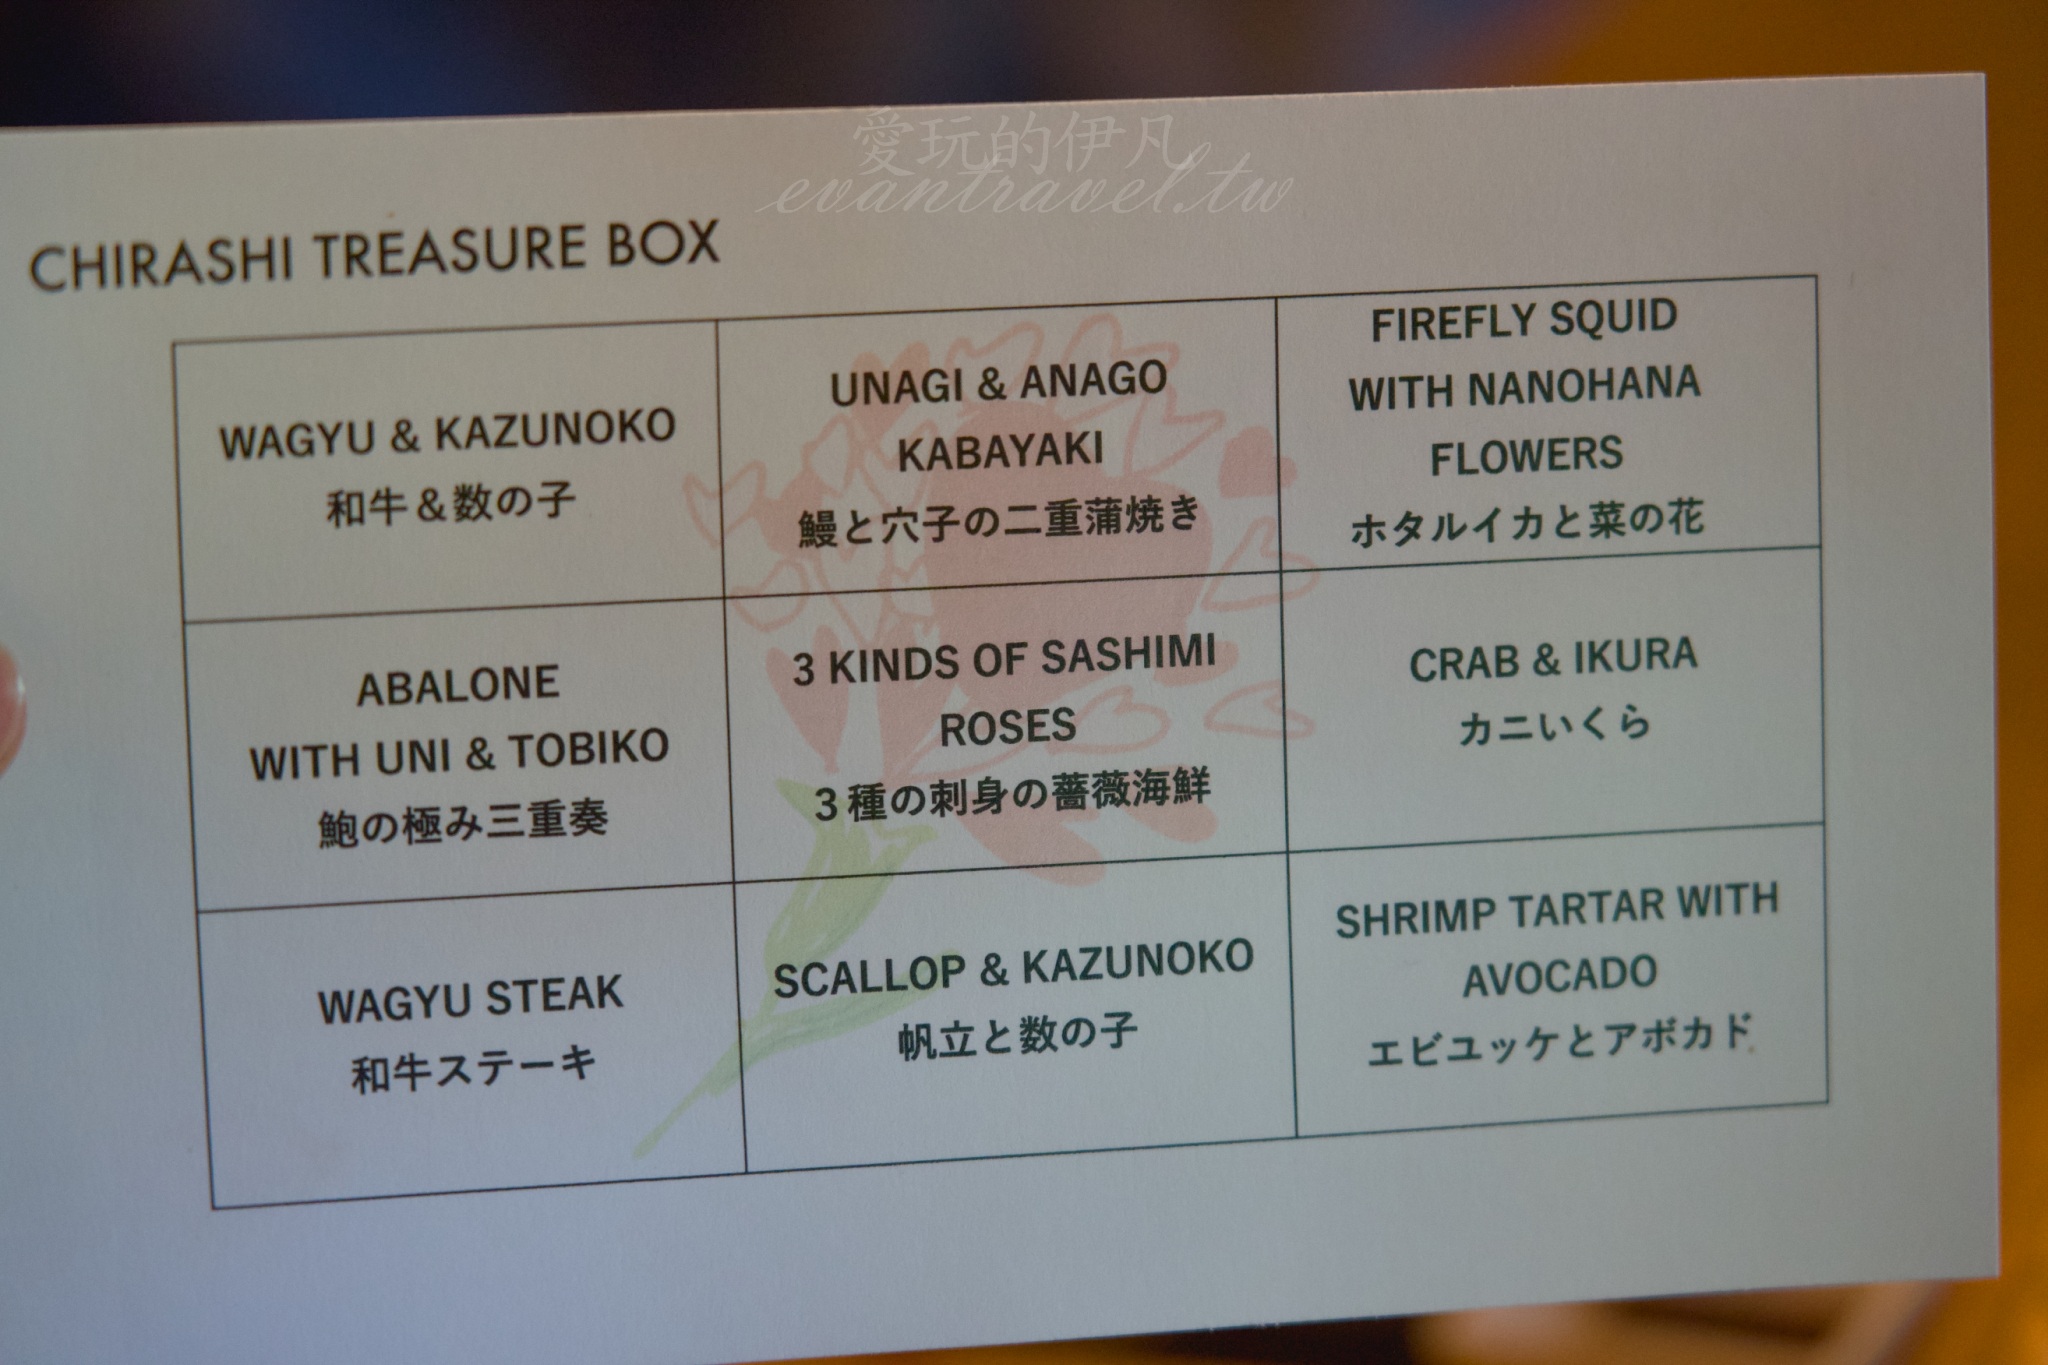 愛玩的伊凡
evantravel.tw
CHIRASHI TREASURE BOX
WAGYU & KAZUNOKO
和牛＆数の子
UNAGI & ANAGO
KABAYAKI
鰻と穴子の二重蒲焼き
FIREFLY SQUID
WITH NANOHANA
FLOWERS
ホタルイカと菜の花
ABALONE
WITH UNI & TOBIKO
鮑の極み三重奏
3 KINDS OF SASHIMI
ROSES
3種の刺身の薔薇海鮮
CRAB & IKURA
カニいくら
WAGYU STEAK
和牛ステーキ
SCALLOP & KAZUNOKO
帆立と数の子
SHRIMP TARTAR WITH
AVOCADO
エビユッケとアボカド